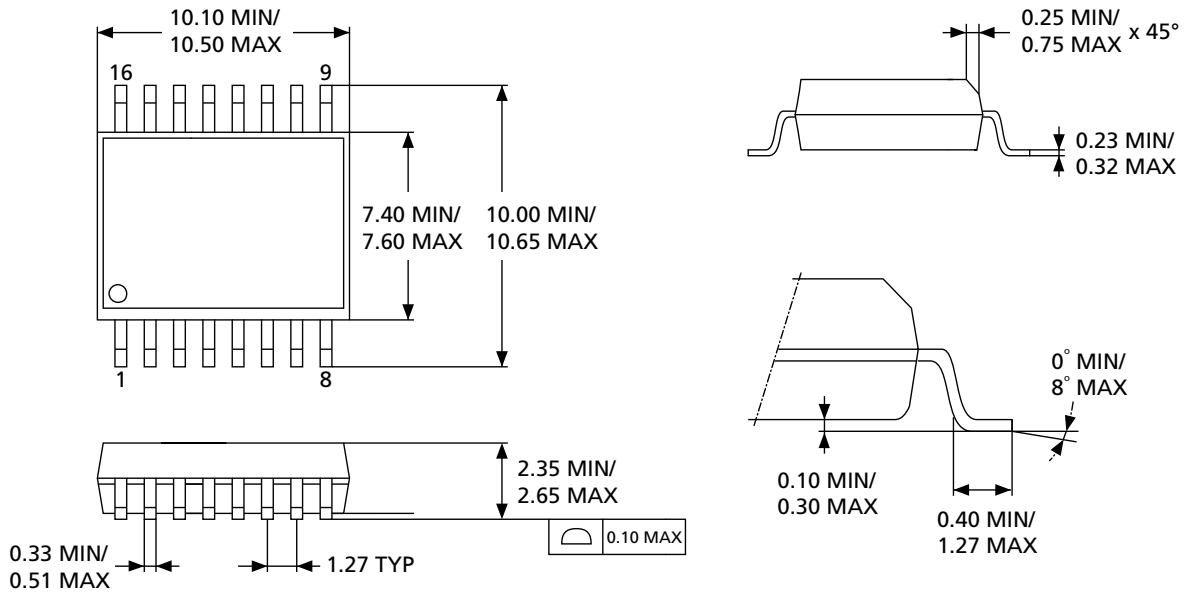 10.10 MIN/
10.50 MAX
16
9
7.40 MIN/
7.60 MAX
10.00 MIN/
10.65 MAX
1
8
2.35 MIN/
2.65 MAX
0.10 MAX
0.33 MIN/
0.51 MAX
1.27 TYP
0.25 MIN/
0.75 MAX
x 45°
0.23 MIN/
0.32 MAX
0° MIN/
8° MAX
0.10 MIN/
0.30 MAX
0.40 MIN/
1.27 MAX